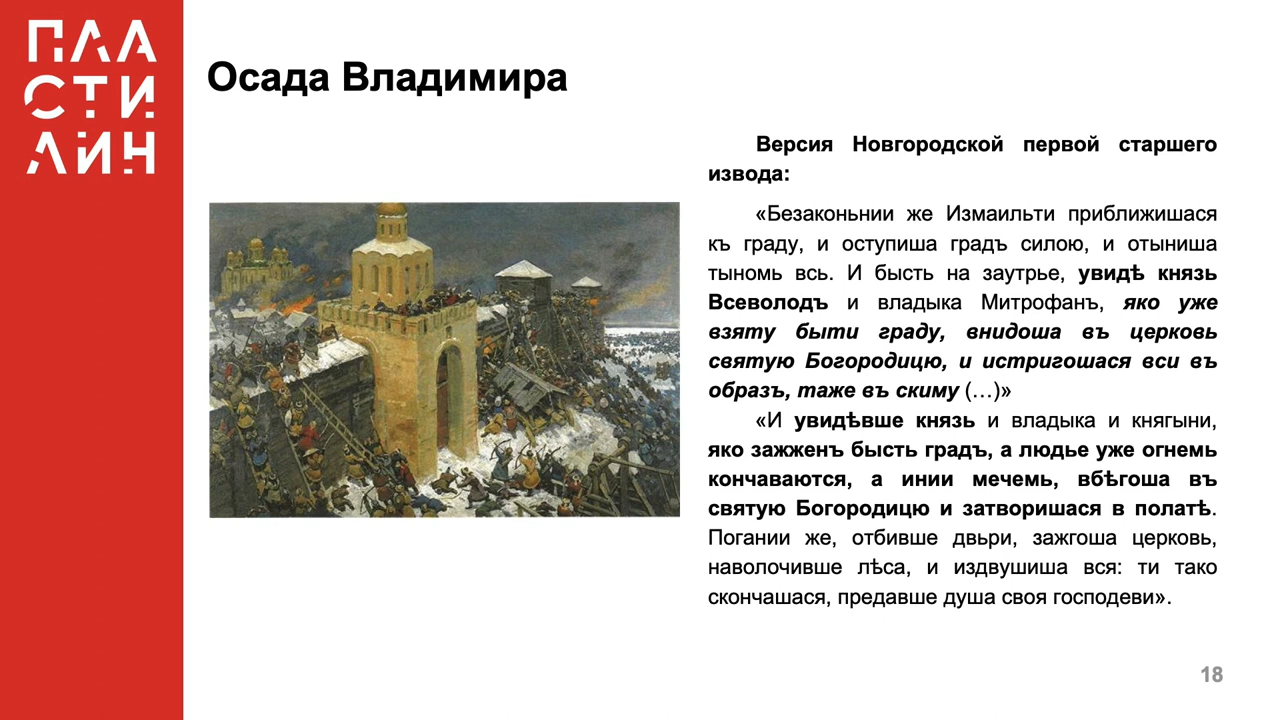 ПЛА
СТИ
ЛИН
Осада Владимира
Версия Новгородской первой старшего
извода:
«Безаконьнии же Измаильти приближишася
къ граду, и оступиша градъ силою, и отыниша
тыномь всь. И бысть на заутрье, увидѣ князь
Всеволодъ и владыка Митрофанъ, яко уже
взяту быти граду, внидоша въ церковь
святую Богородицю, и истригошася вси въ
образъ, таже въ скиму (…)»
«И увидѣвше князь и владыка и княгыни,
яко зажженъ бысть градъ, а людье уже огнемь
кончаваются, а инии мечемь, вбѣгоша въ
святую Богородицю и затворишася в полатѣ.
Погании же, отбивше двьри, зажгоша церковь,
наволочивше лѣса, и издвушиша вся: ти тако
скончашася, предавше душа своя господеви».
18